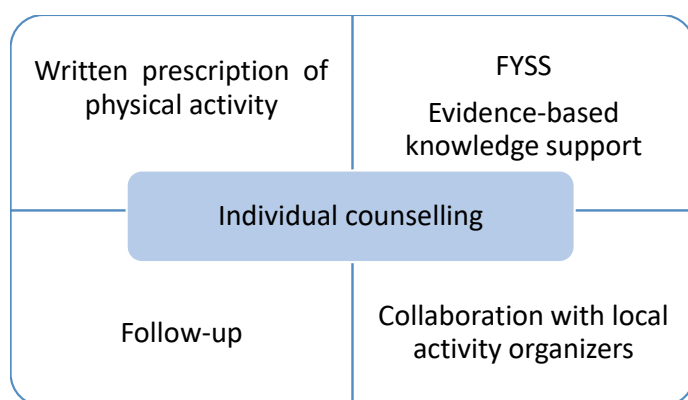 Written prescription of
physical activity
FYSS
Evidence-based
knowledge support
Individual counselling
Follow-up
Collaboration with local
activity organizers